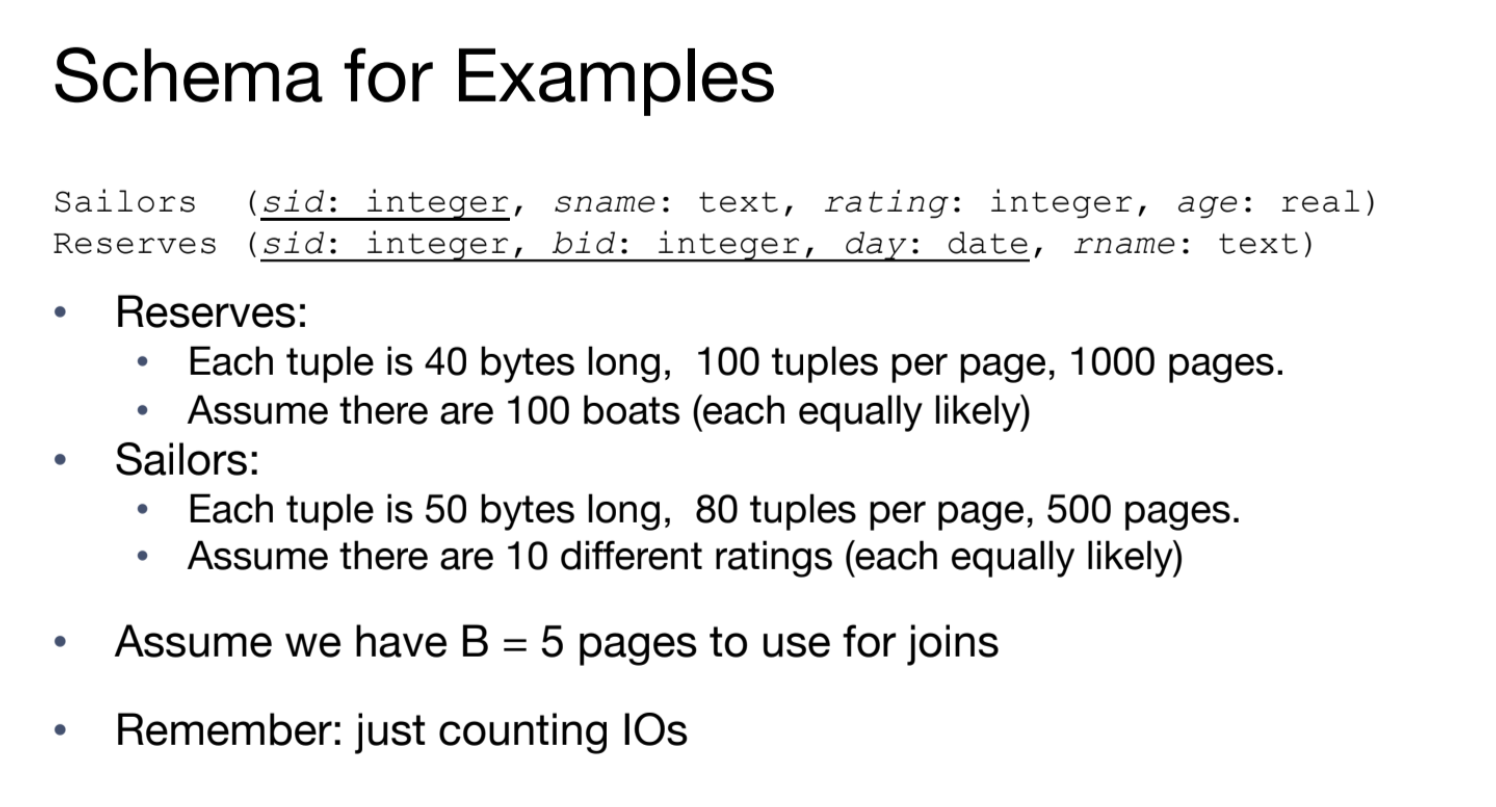 Schema for Examples
Sailors (sid: integer, sname: text, rating: integer, age: real)
Reserves (sid: integer, bid: integer, day: date, rname: text)
• Reserves:
• Each tuple is 40 bytes long, 100 tuples per page, 1000 pages.
• Assume there are 100 boats (each equally likely)
• Sailors:
• Each tuple is 50 bytes long, 80 tuples per page, 500 pages.
• Assume there are 10 different ratings (each equally likely)
• Assume we have B = 5 pages to use for joins
• Remember: just counting IOs